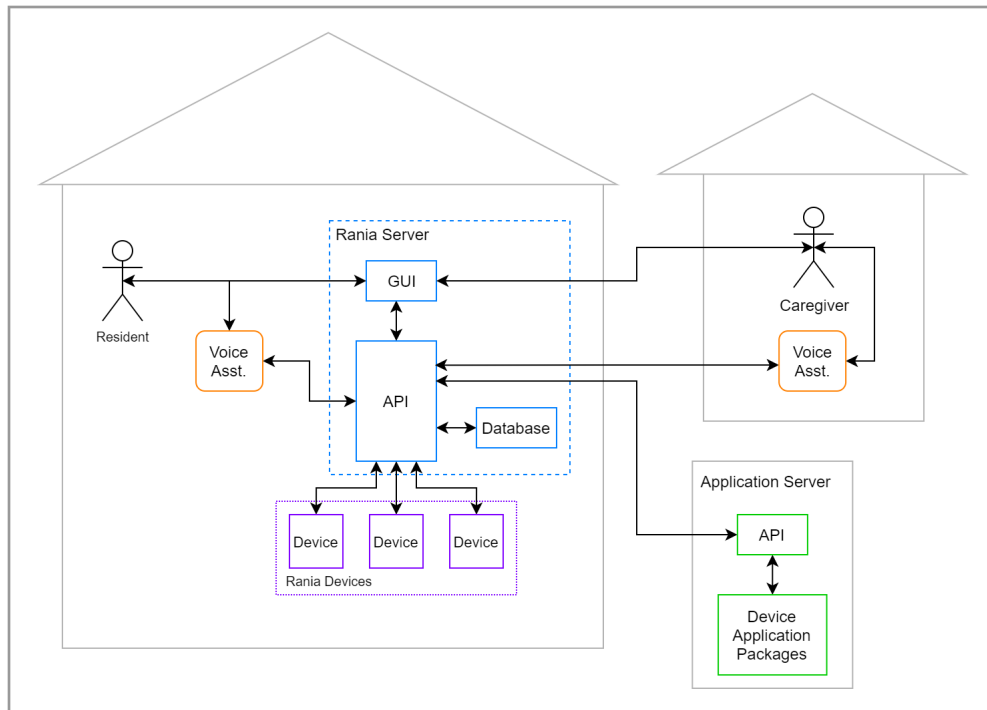 Rania Server
GUI
Resident
Caregiver
Voice
Asst.
Voice
Asst.
API
Database
Application Server
Device
Device
Device
API
Rania Devices
Device
Application
Packages